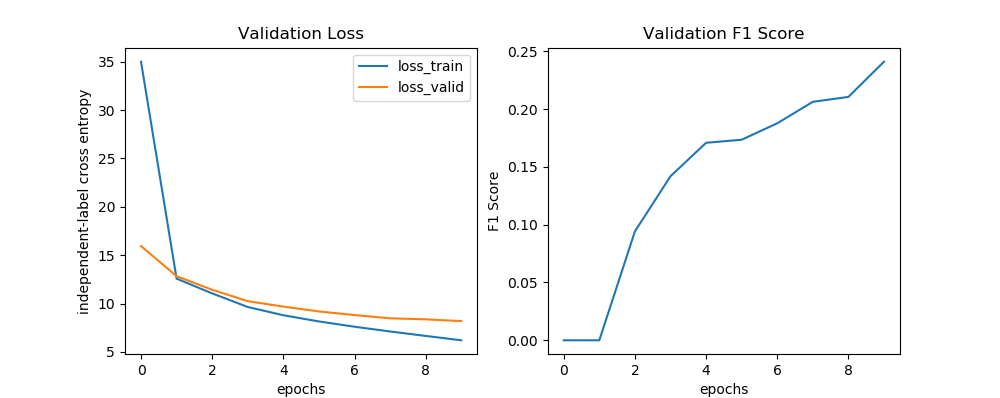 Validation Loss
independent-label cross entropy
35
30
25
20
15
10
5
0
2
4
6
8
epochs
loss_train
loss_valid
Validation F1 Score
F1 Score
0.25
0.20
0.15
0.10
0.05
0.00
0
2
4
6
8
epochs